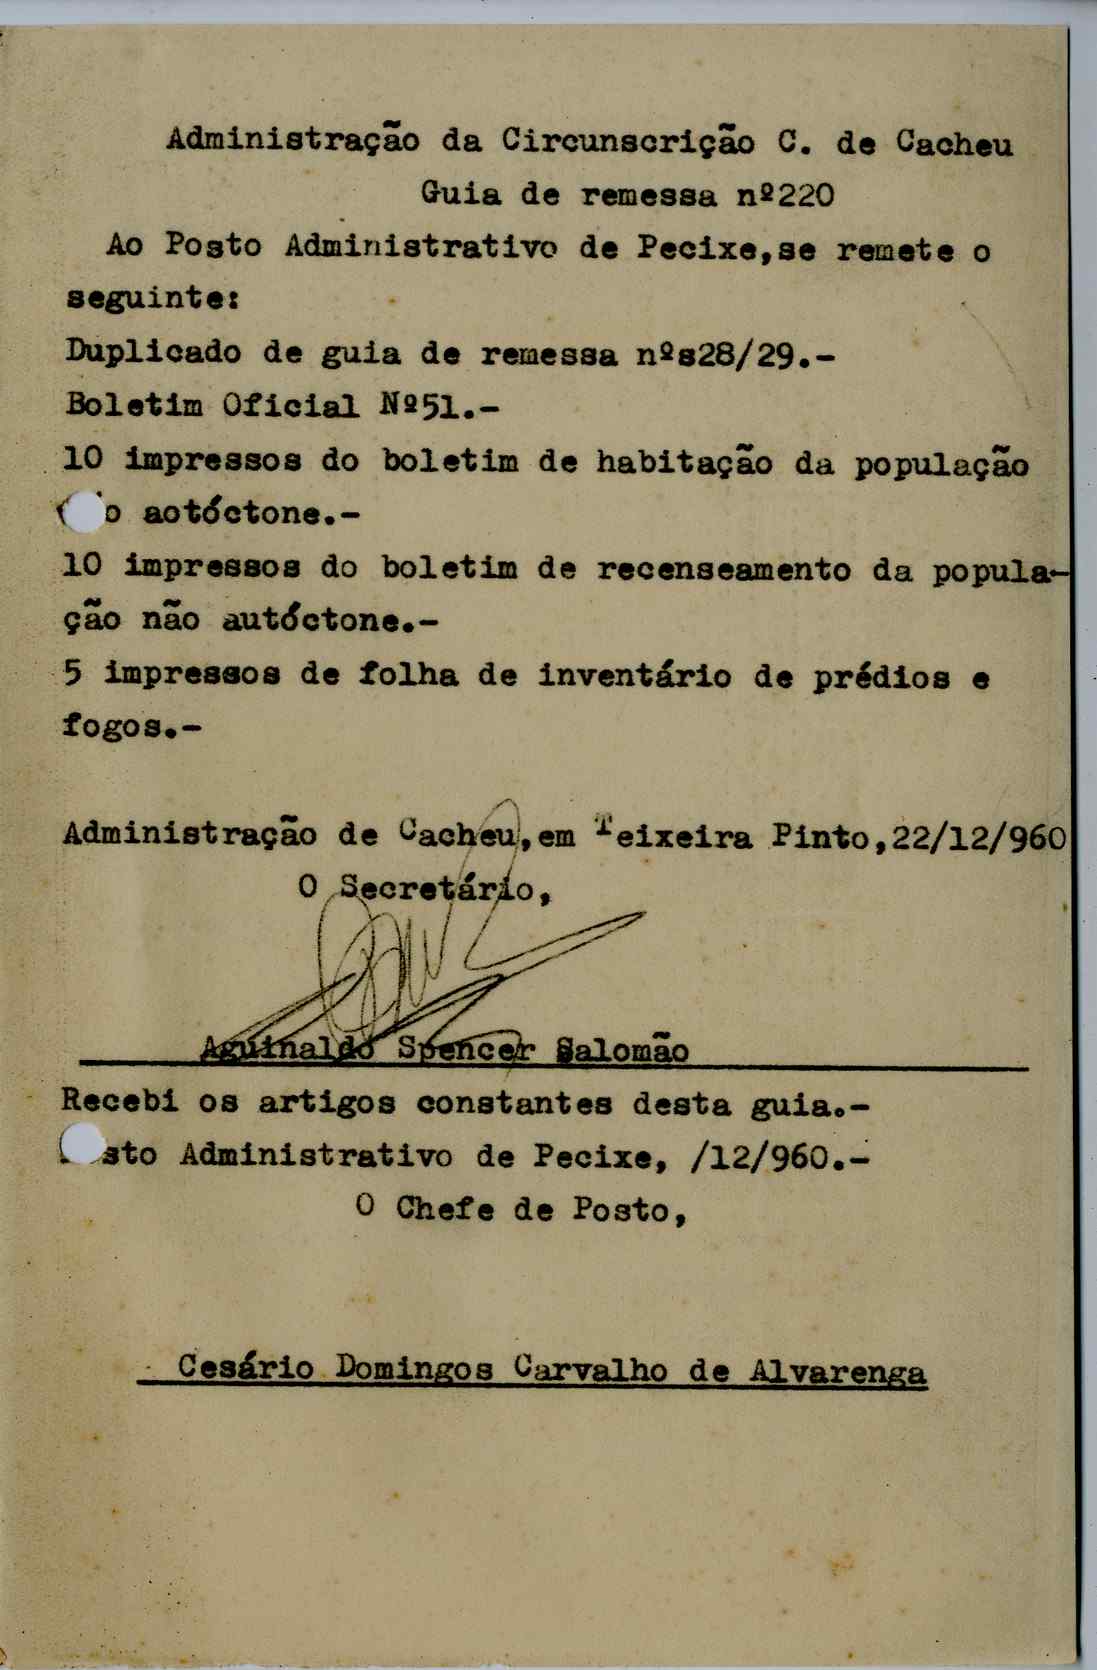 Administração da Circunscrição C. de Cacheu
Guia de remessa nº220
Ao Posto Administrativo de Pecixe,se remete o
seguinte:
Duplicado de guia de remessa nºs28/29.-
Boletim Oficial Nº51.-
10 impressos do boletim de habitação da população
aotóctone.-
10 impressos do boletim de recenseamento da popula-
ção não autóctone.-
5 impressos de folha de inventário de prédios e
fogos.-
Administração de Cacheu,em Teixeira Pinto,22/12/960
O Secretário,
Aguinaldo Spencer Salomão
Recebi os artigos constantes desta guia.-
Administrativo de Pecixe, /12/960.-
O Chefe de Posto,
Cesário Domingos Carvalho de Alvarenga